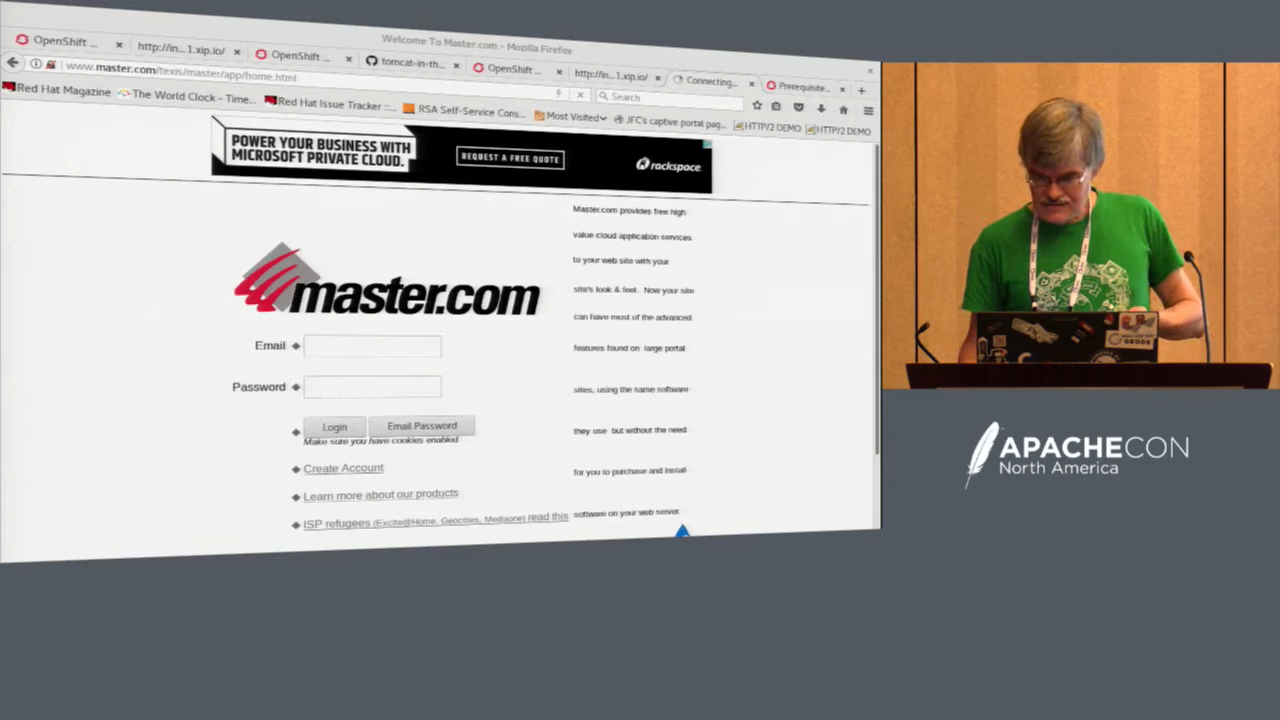 Welcome To Master.com - Mozilla Firefox
OpenShift ... × http://in...1.xip.io/ × OpenShift ... × tomcat-in-th... × OpenShift ... × http://in...1.xip.io/ × Connecting... × Prerequisite... ×
www.master.com/texis/master/app/home.html
Search
Red Hat Magazine The World Clock - Time... Red Hat Issue Tracker ::... RSA Self-Service Cons... Most Visited JFC's captive portal pag... HTTP/2 DEMO HTTP/2 DEMO
POWER YOUR BUSINESS WITH
MICROSOFT PRIVATE CLOUD.
REQUEST A FREE QUOTE
rackspace
master.com
Email
Password
Login Email Password
Make sure you have cookies enabled
Create Account
Learn more about our products
ISP refugees (Excite@Home, Geocities, Mediaone) read this
Master.com provides free high
value cloud application services
to your web site with your
site's look & feel. Now your site
can have most of the advanced
features found on large portal
sites, using the same software
they use but without the need
for you to purchase and install
software on your web server.
GEODE
APACHECON
North America